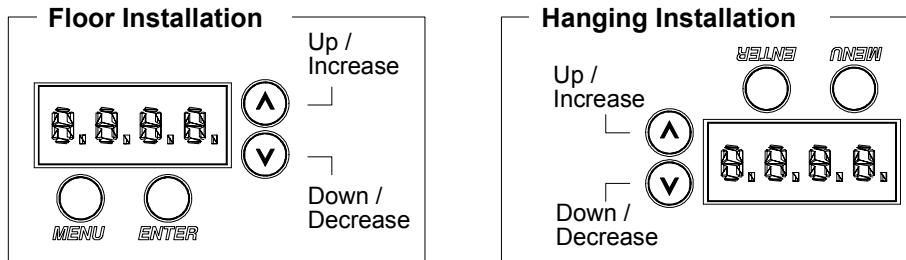 Floor Installation
Up /
Increase
8.8.8.8.
Down /
Decrease
MENU ENTER
Hanging Installation
ENTER MENU
Up /
Increase
8.8.8.8.
Down /
Decrease